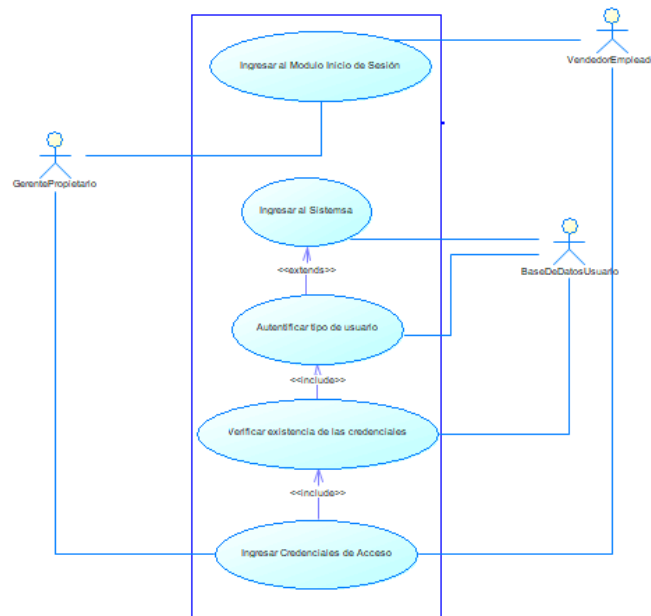 Ingresar al Modulo Inicio de Sesión
VendedorEmplead
GerentePropietario
Ingresar al Sistemsa
<<extends>>
BaseDeDatosUsuario
Autentificar tipo de usuario
<<include>>
Verificar existencia de las credenciales
<<include>>
Ingresar Credenciales de Acceso